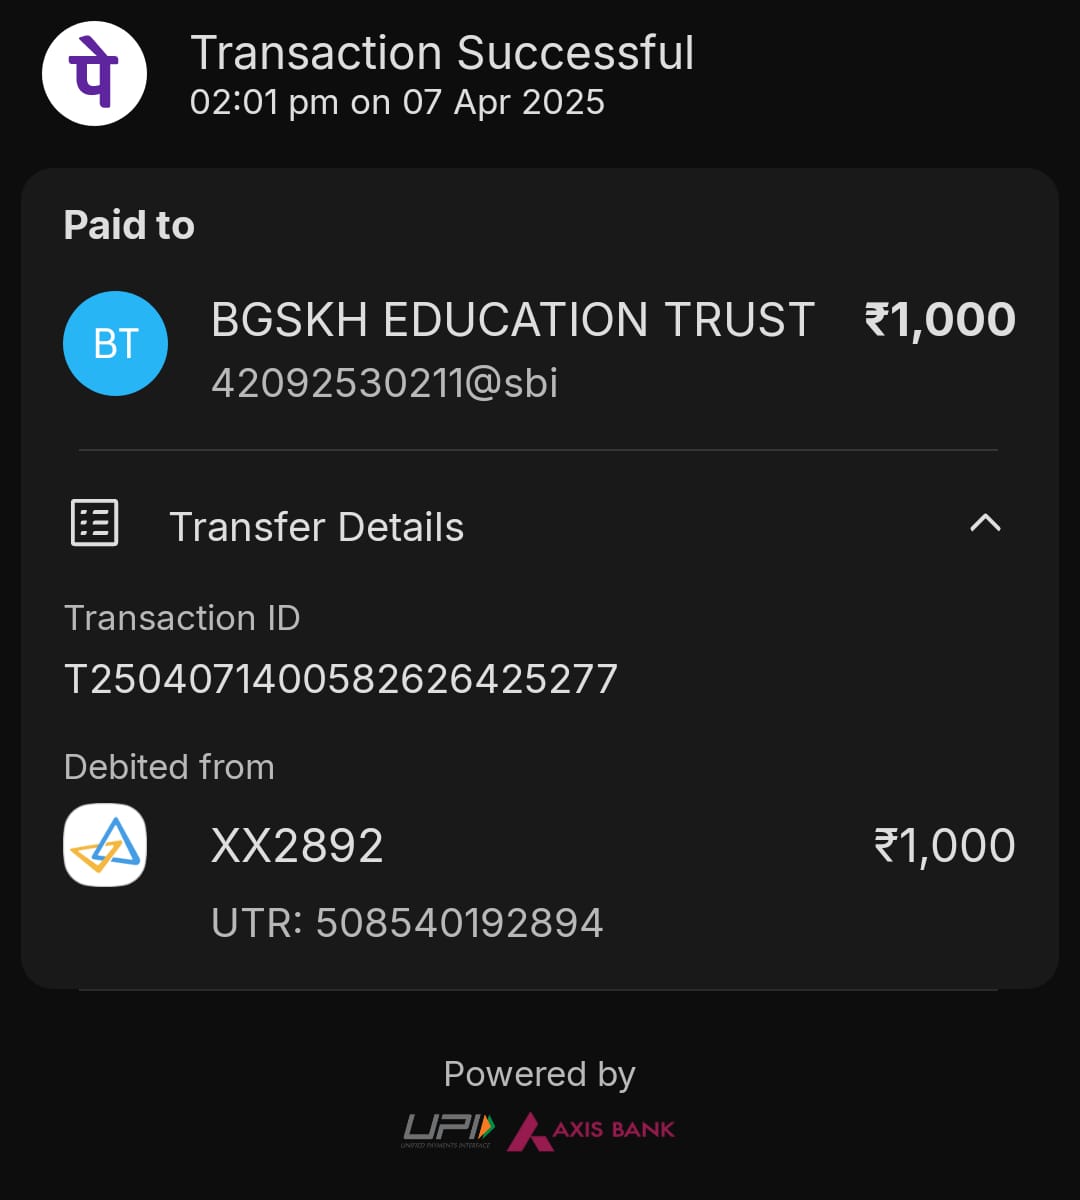 पे
Transaction Successful
02:01 pm on 07 Apr 2025
Paid to
BT
BGSKH EDUCATION TRUST ₹1,000
42092530211@sbi
Transfer Details
Transaction ID
T2504071400582626425277
Debited from
XX2892 ₹1,000
UTR: 508540192894
Powered by
UPI AXIS BANK
UNIFIED PAYMENTS INTERFACE